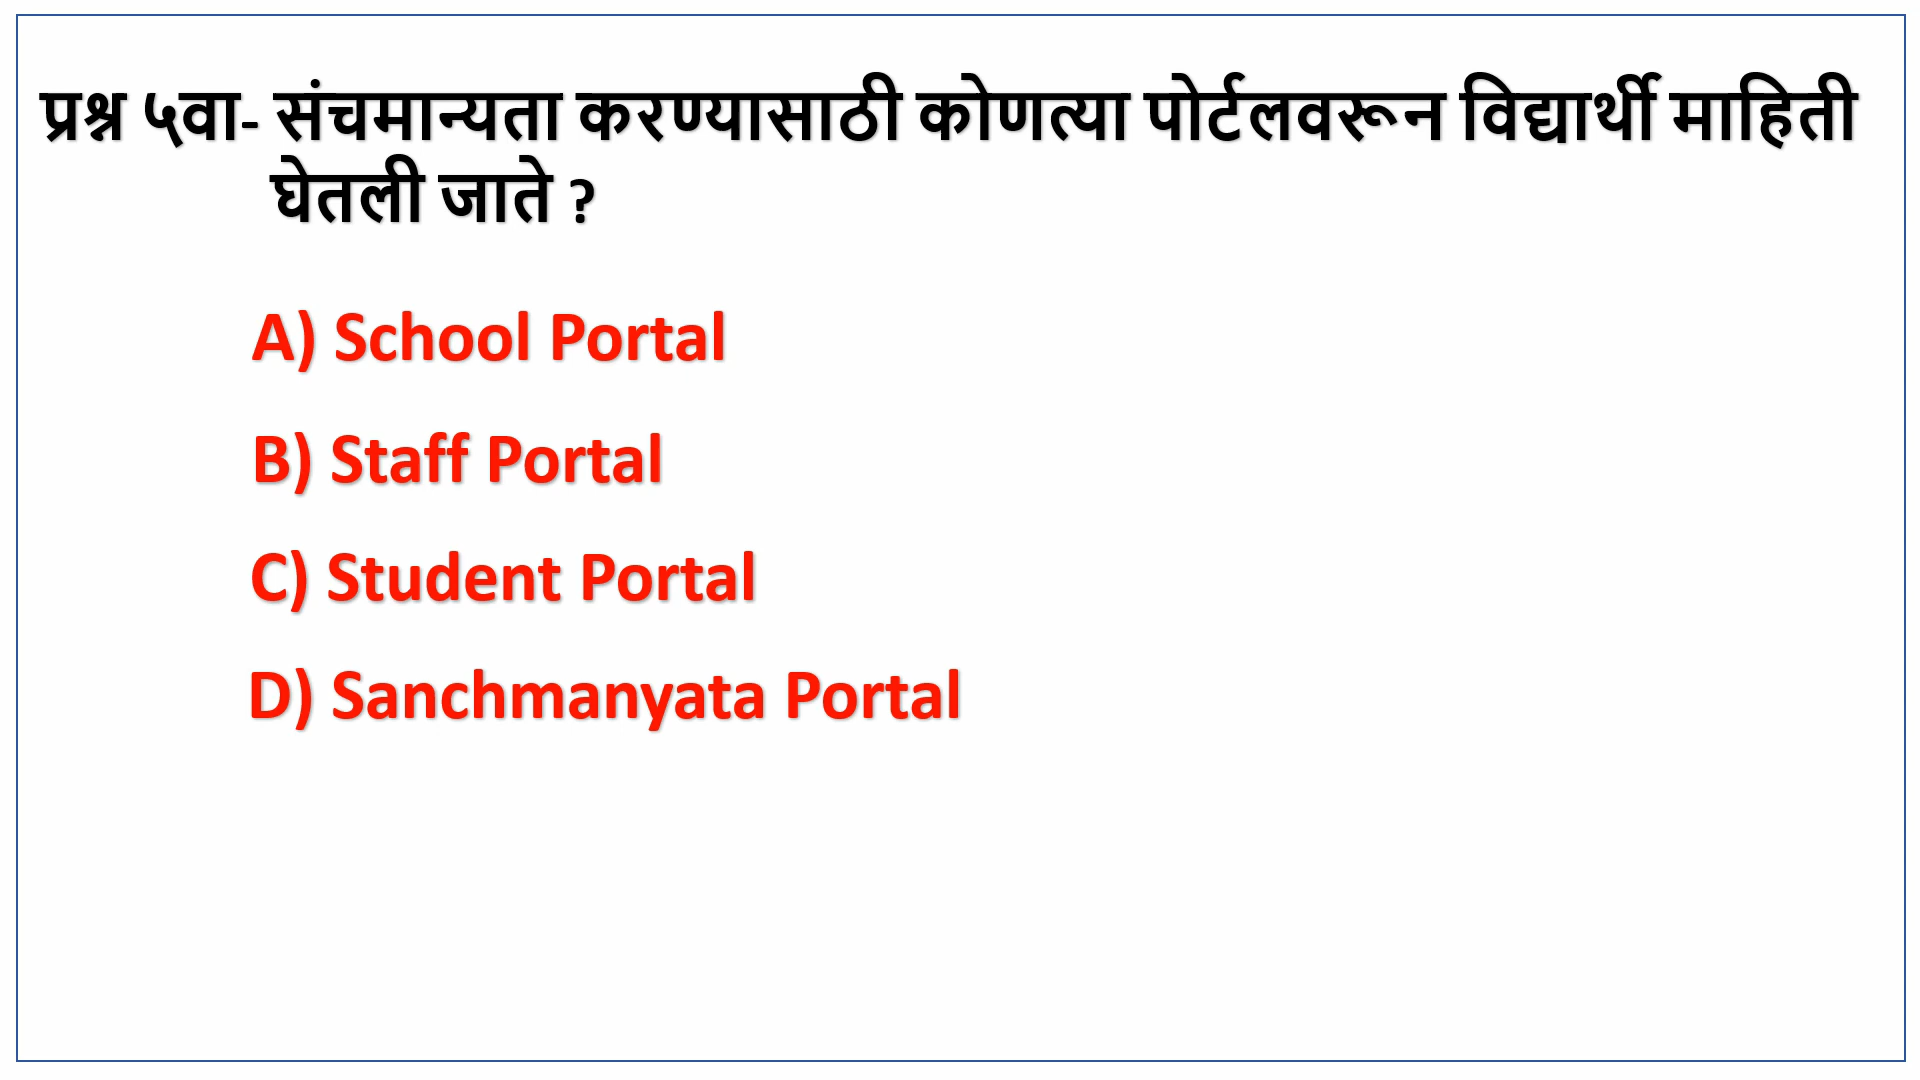 प्रश्न ५वा- संचमान्यता करण्यासाठी कोणत्या पोर्टलवरून विद्यार्थी माहिती
घेतली जाते ?
A) School Portal
B) Staff Portal
C) Student Portal
D) Sanchmanyata Portal